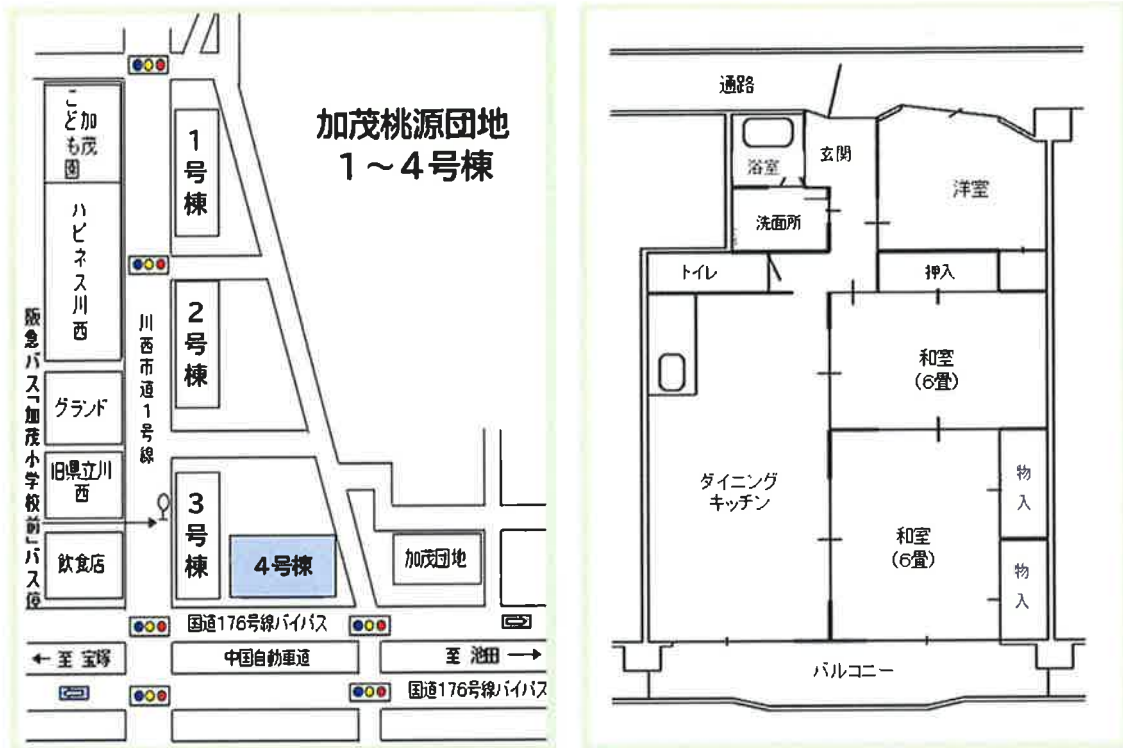 加茂桃源団地
1～4号棟
加茂
こども園
ハピネス川西
グランド
旧県立川西
飲食店
阪急バス「加茂小学校前」バス停
川西市道1号線
1号棟
2号棟
3号棟
4号棟
加茂団地
国道176号線バイパス
← 至 宝塚
中国自動車道
至 池田 →
国道176号線バイパス
通路
浴室
玄関
洋室
洗面所
トイレ
押入
和室
(6畳)
ダイニング
キッチン
和室
(6畳)
物入
物入
バルコニー